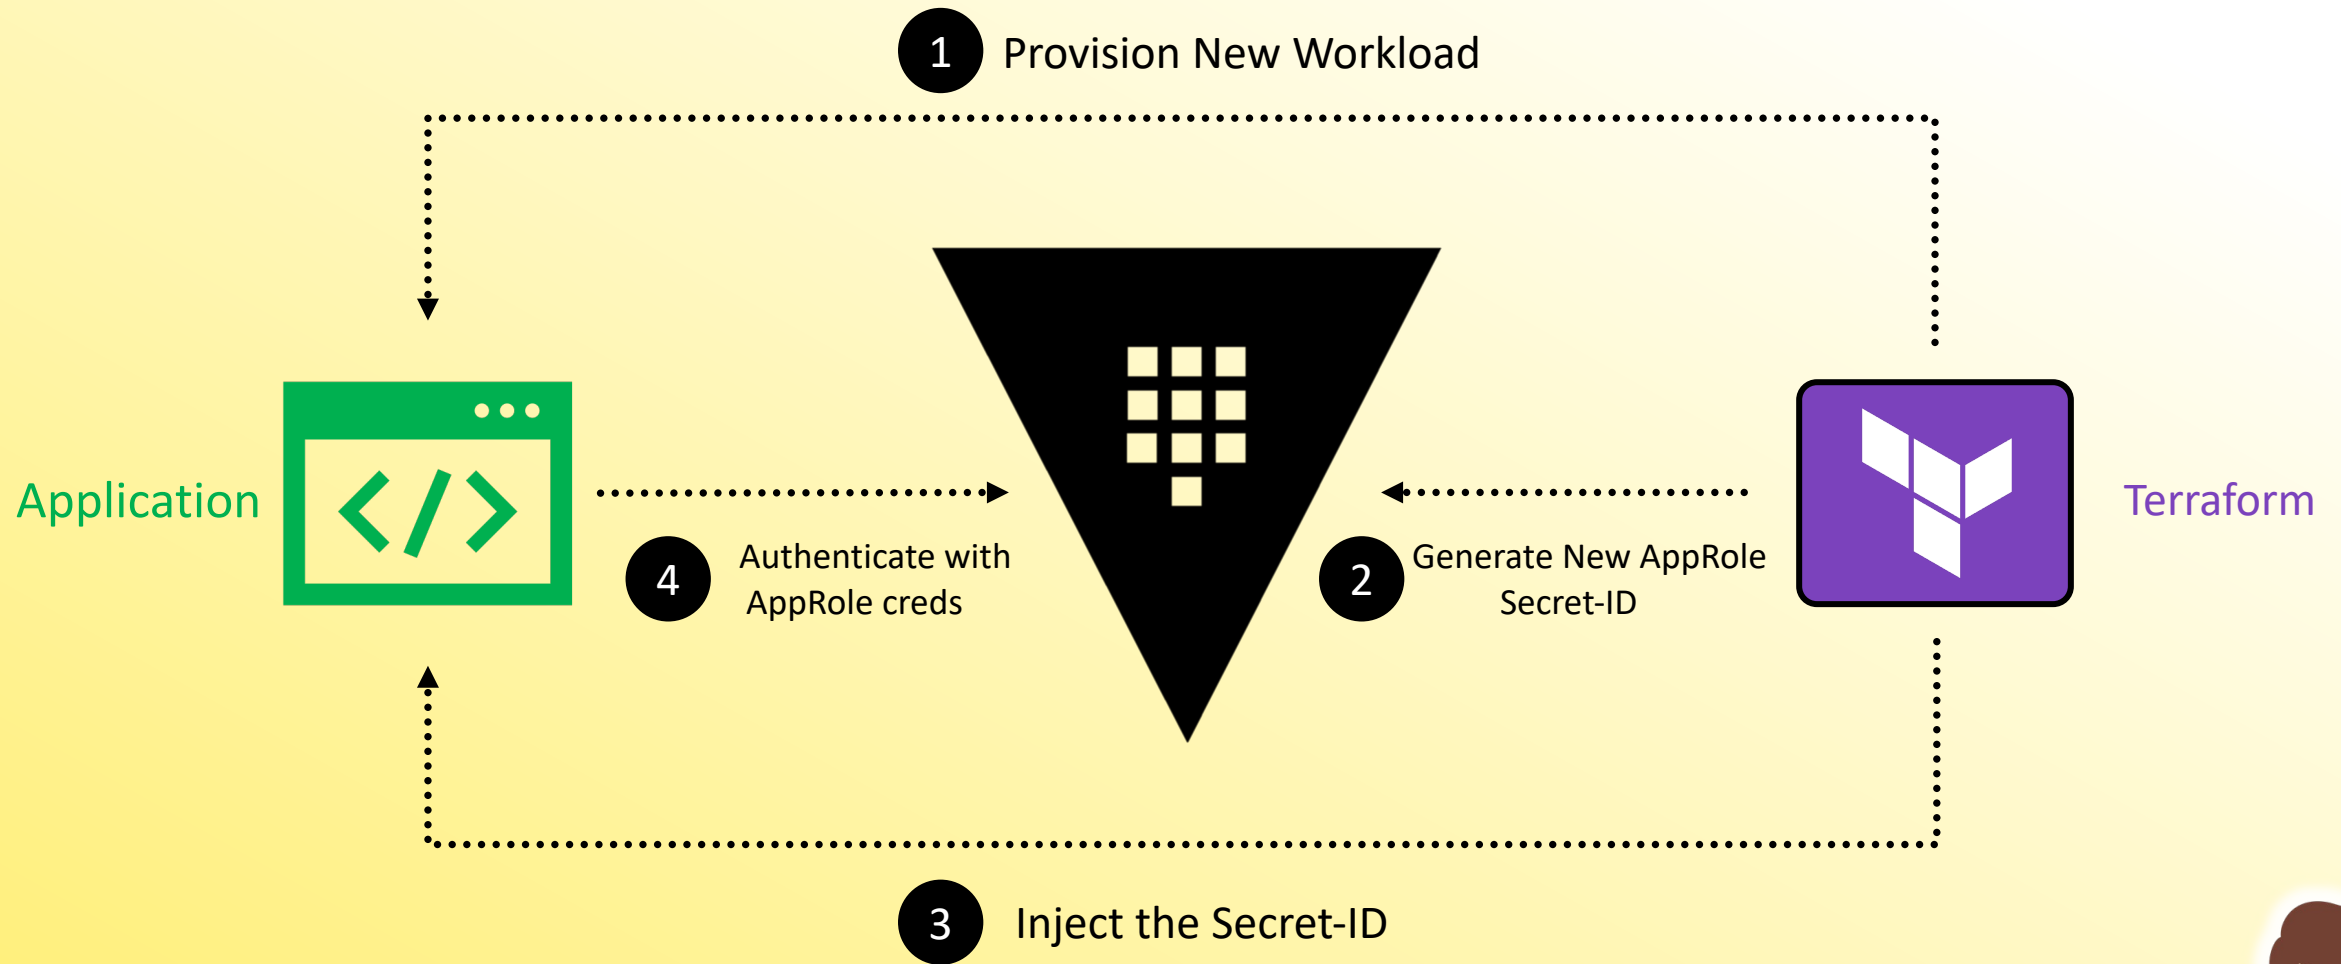 1 Provision New Workload
Application
4 Authenticate with
AppRole creds
2 Generate New AppRole
Secret-ID
Terraform
3 Inject the Secret-ID